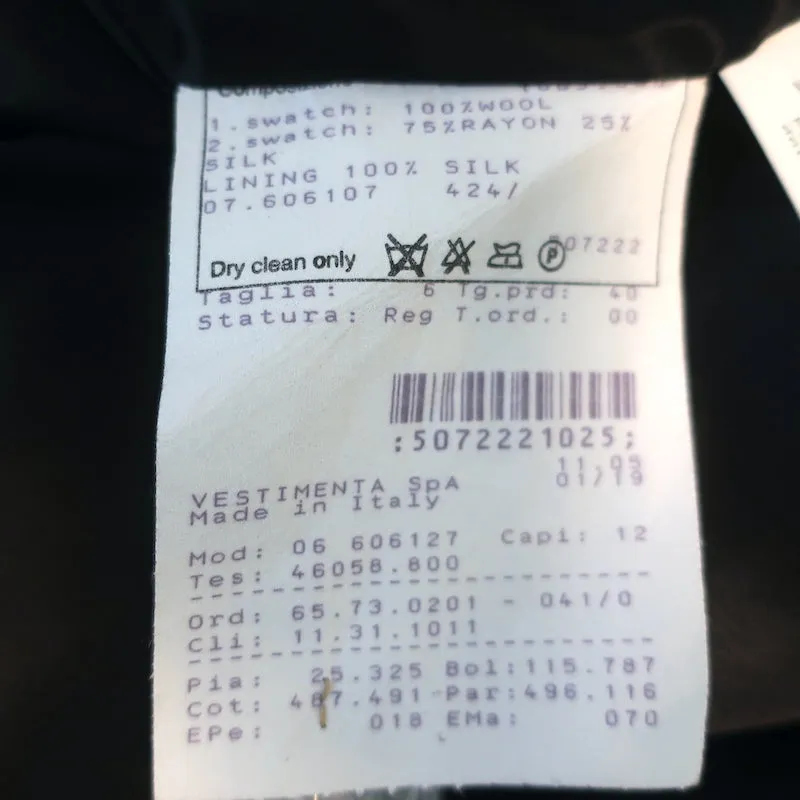 Compositions
1.swatch: 100%WOOL
2.swatch: 75%RAYON 25%
SILK
LINING 100% SILK
07.606107 424/
507222
Dry clean only P
Taglia: 6 Tg.prd: 40
Statura: Reg T.ord.: 00
:5072221025;
11,05
VESTIMENTA SpA 01/19
Made in Italy
Mod: 06 606127 Capi: 12
Tes: 46058.800
Ord: 65.73.0201 - 041/0
Cli: 11.31.1011
Pia: 25.325 Bol:115.787
Cot: 487.491 Par:496.116
EPe: 018 EMa: 070